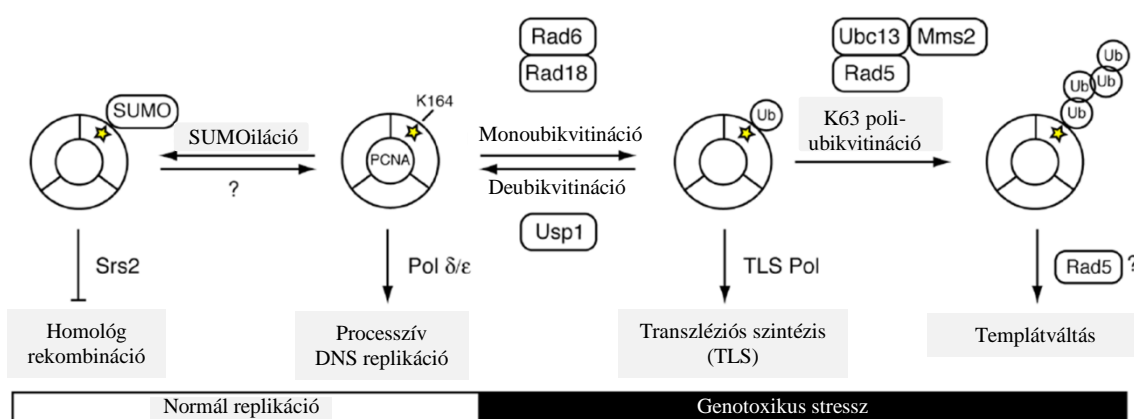 Rad6
Rad18
Ubc13 Mms2
Rad5
Ub
Ub Ub
Ub
SUMO
K164
Ub
SUMOiláció
PCNA
?
Monoubikvitináció
Deubikvitináció
K63 poli-
ubikvitináció
Usp1
Srs2
Pol δ/ε
TLS Pol
Rad5 ?
Homológ
rekombináció
Processzív
DNS replikáció
Transzléziós szintézis
(TLS)
Templátváltás
Normál replikáció
Genotoxikus stressz